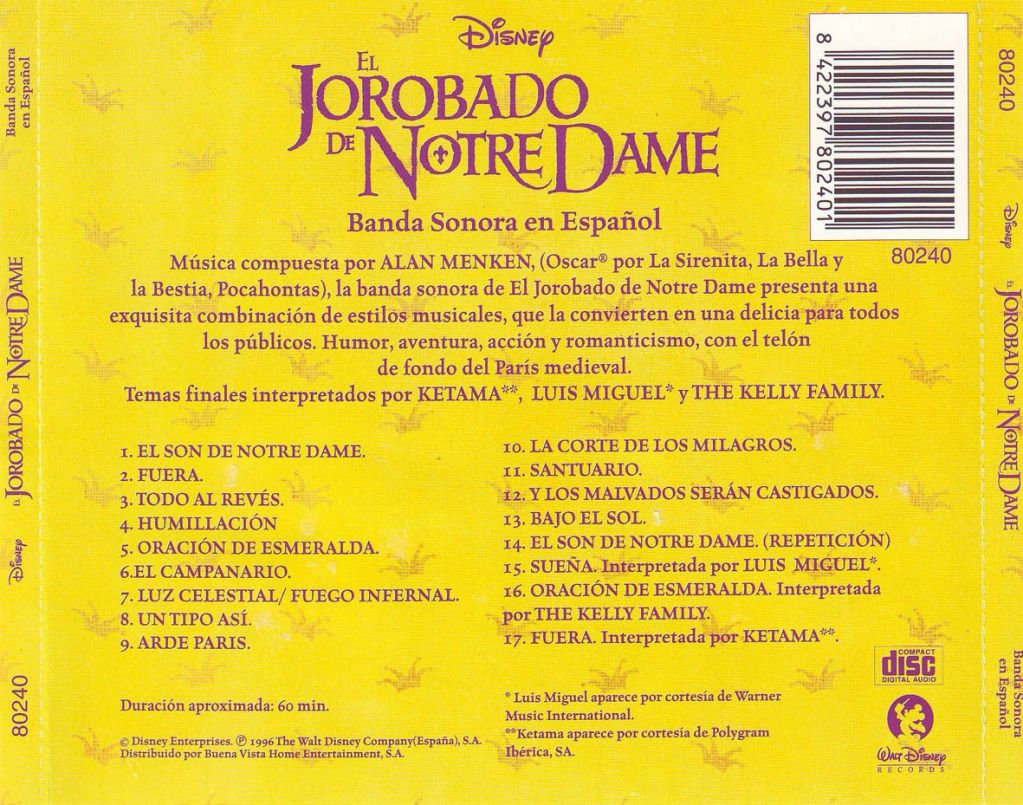 Banda Sonora
en Español
EL JOROBADO DE NOTRE DAME
Disney
80240
Disney
EL
JOROBADO
DE NOTRE DAME
Banda Sonora en Español
8 422397 802401
80240
Música compuesta por ALAN MENKEN, (Oscar® por La Sirenita, La Bella y
la Bestia, Pocahontas), la banda sonora de El Jorobado de Notre Dame presenta una
exquisita combinación de estilos musicales, que la convierten en una delicia para todos
los públicos. Humor, aventura, acción y romanticismo, con el telón
de fondo del París medieval.
Temas finales interpretados por KETAMA**, LUIS MIGUEL* y THE KELLY FAMILY.
1. EL SON DE NOTRE DAME.
2. FUERA.
3. TODO AL REVÉS.
4. HUMILLACIÓN
5. ORACIÓN DE ESMERALDA.
6.EL CAMPANARIO.
7. LUZ CELESTIAL/ FUEGO INFERNAL.
8. UN TIPO ASÍ.
9. ARDE PARIS.
10. LA CORTE DE LOS MILAGROS.
11. SANTUARIO.
12. Y LOS MALVADOS SERÁN CASTIGADOS.
13. BAJO EL SOL.
14. EL SON DE NOTRE DAME. (REPETICIÓN)
15. SUEÑA. Interpretada por LUIS MIGUEL*.
16. ORACIÓN DE ESMERALDA. Interpretada
por THE KELLY FAMILY.
17. FUERA. Interpretada por KETAMA**.
Duración aproximada: 60 min.
© Disney Enterprises. ℗ 1996 The Walt Disney Company(España), S.A.
Distribuido por Buena Vista Home Entertainment, S.A.
* Luis Miguel aparece por cortesía de Warner
Music International.
**Ketama aparece por cortesía de Polygram
Ibérica, SA.
COMPACT
disc
DIGITAL AUDIO
WALT DISNEY
RECORDS
80240
Disney
EL JOROBADO DE NOTRE DAME
Banda Sonora
en Español